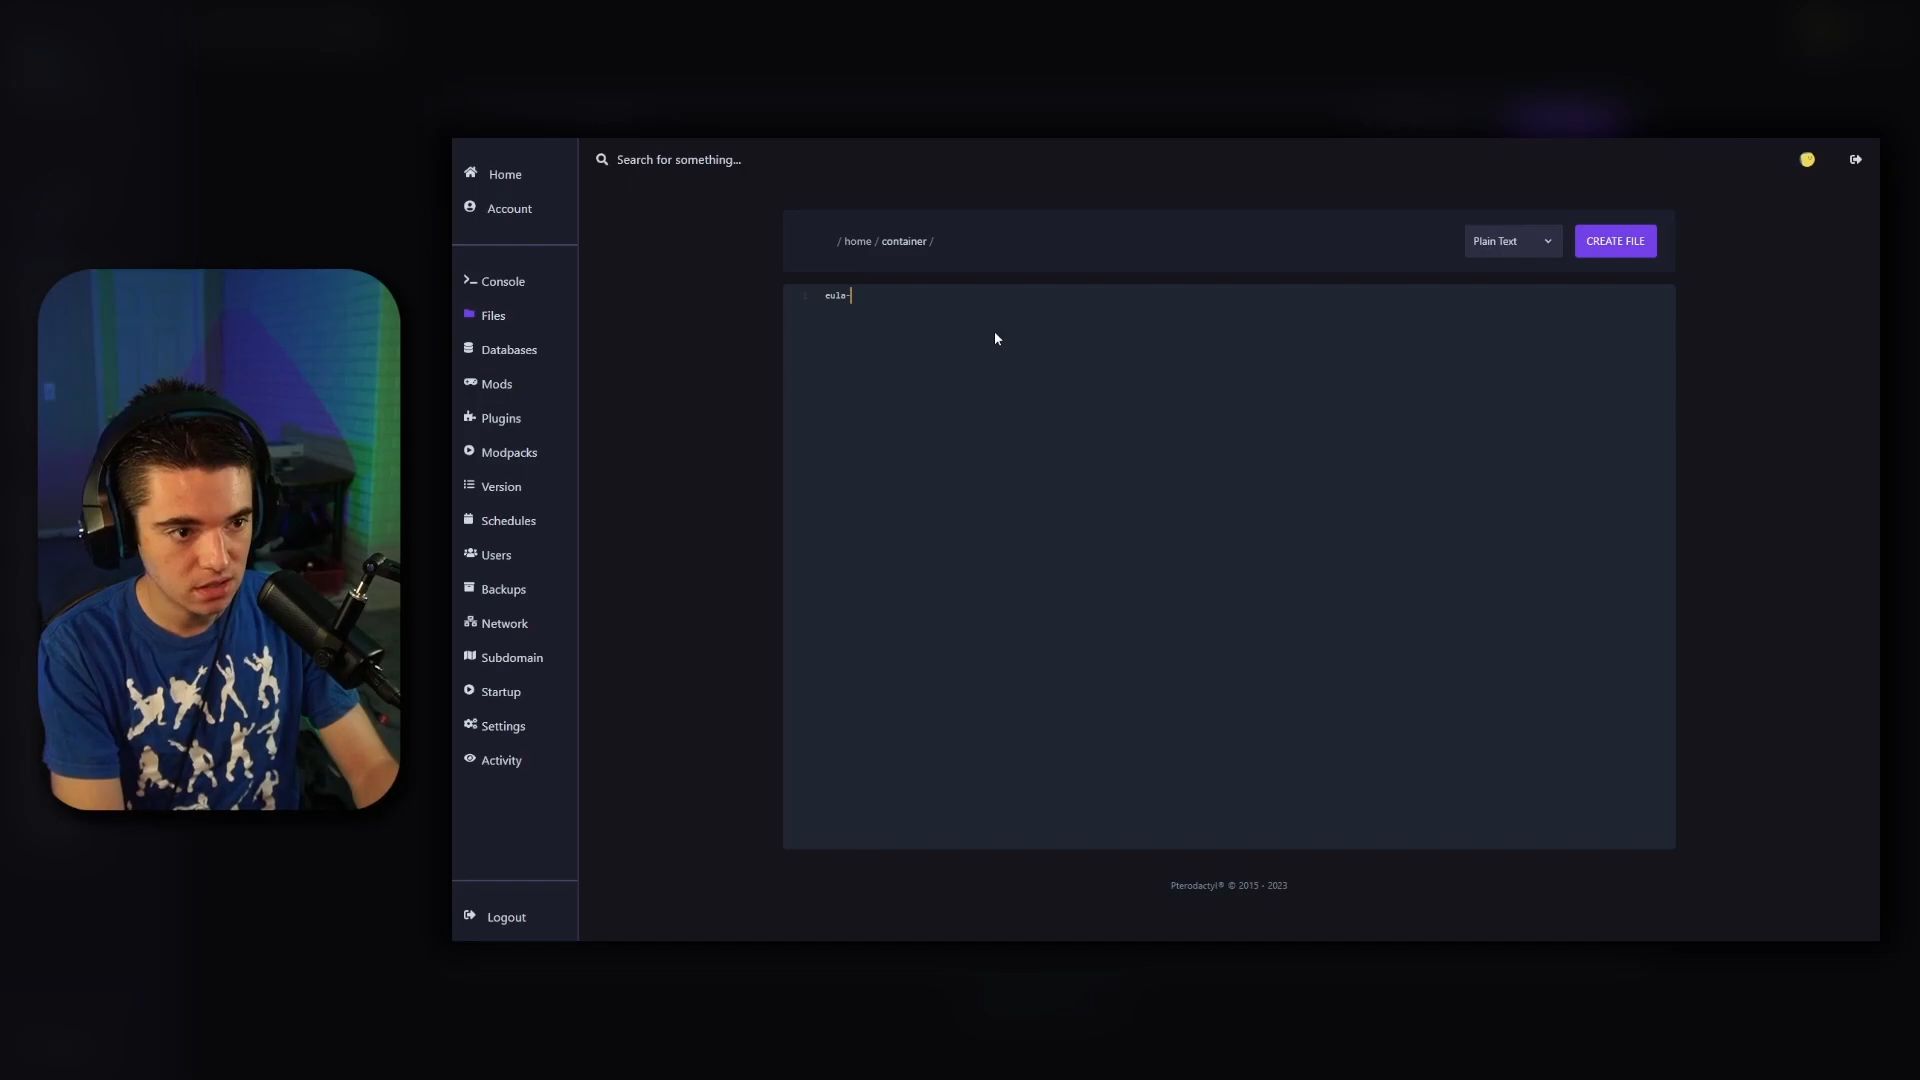 Home
Search for something...
Account
/ home / container /
Plain Text
CREATE FILE
1 eula-
Console
Files
Databases
Mods
Plugins
Modpacks
Version
Schedules
Users
Backups
Network
Subdomain
Startup
Settings
Activity
Pterodactyl® © 2015 - 2023
Logout